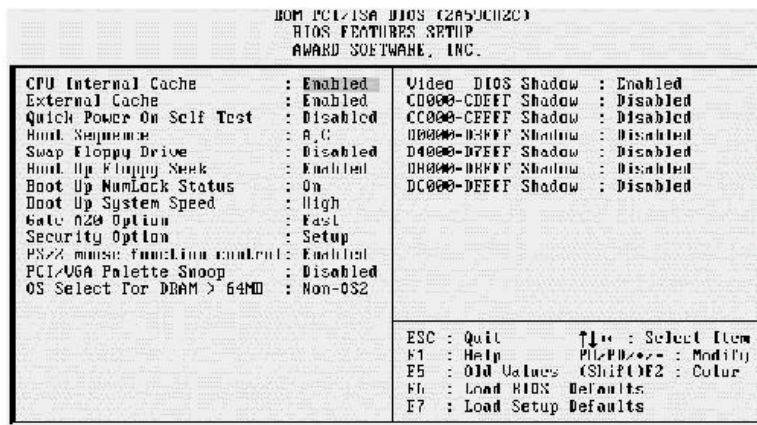 ROM PCI/ISA BIOS (2A59CHZC)
BIOS FEATURES SETUP
AWARD SOFTWARE, INC.
CPU Internal Cache : Enabled
External Cache : Enabled
Quick Power On Self Test : Disabled
Boot Sequence : A,C
Swap Floppy Drive : Disabled
Boot Up Floppy Seek : Enabled
Boot Up NumLock Status : On
Boot Up System Speed : High
Gate A20 Option : Fast
Security Option : Setup
PS/2 mouse function control: Enabled
PCI/VGA Palette Snoop : Disabled
OS Select For DRAM > 64MB : Non-OS2
Video BIOS Shadow : Enabled
C8000-CBFFF Shadow : Disabled
CC000-CFFFF Shadow : Disabled
D0000-D3FFF Shadow : Disabled
D4000-D7FFF Shadow : Disabled
D8000-DBFFF Shadow : Disabled
DC000-DFFFF Shadow : Disabled
ESC : Quit ↑↓→← : Select Item
F1 : Help PU/PD/+/- : Modify
F5 : Old Values (Shift)F2 : Color
F6 : Load BIOS Defaults
F7 : Load Setup Defaults